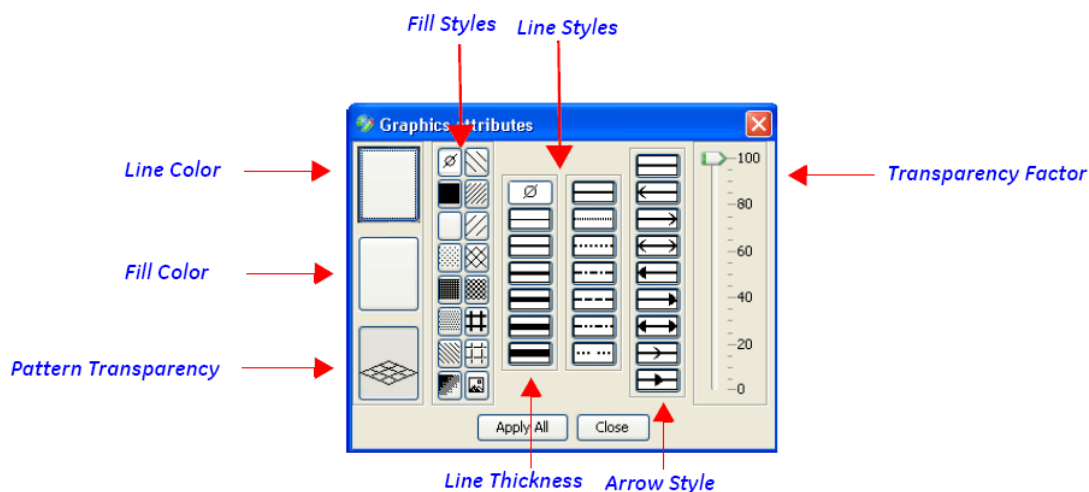 Fill Styles
Line Styles
Graphics attributes
Line Color
Transparency Factor
100
80
60
40
20
0
Fill Color
Pattern Transparency
Apply All
Close
Line Thickness
Arrow Style